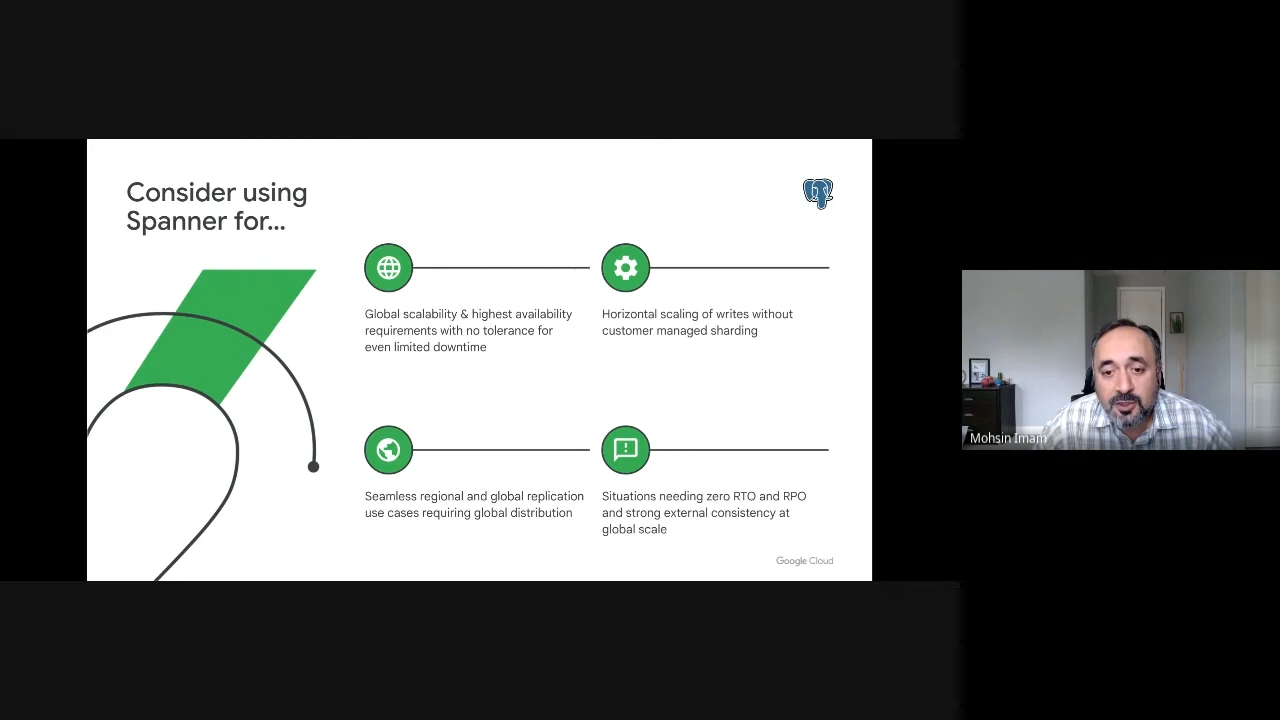 Consider using
Spanner for...
Global scalability & highest availability
requirements with no tolerance for
even limited downtime
Horizontal scaling of writes without
customer managed sharding
Seamless regional and global replication
use cases requiring global distribution
Situations needing zero RTO and RPO
and strong external consistency at
global scale
Google Cloud
Mohsin Imam